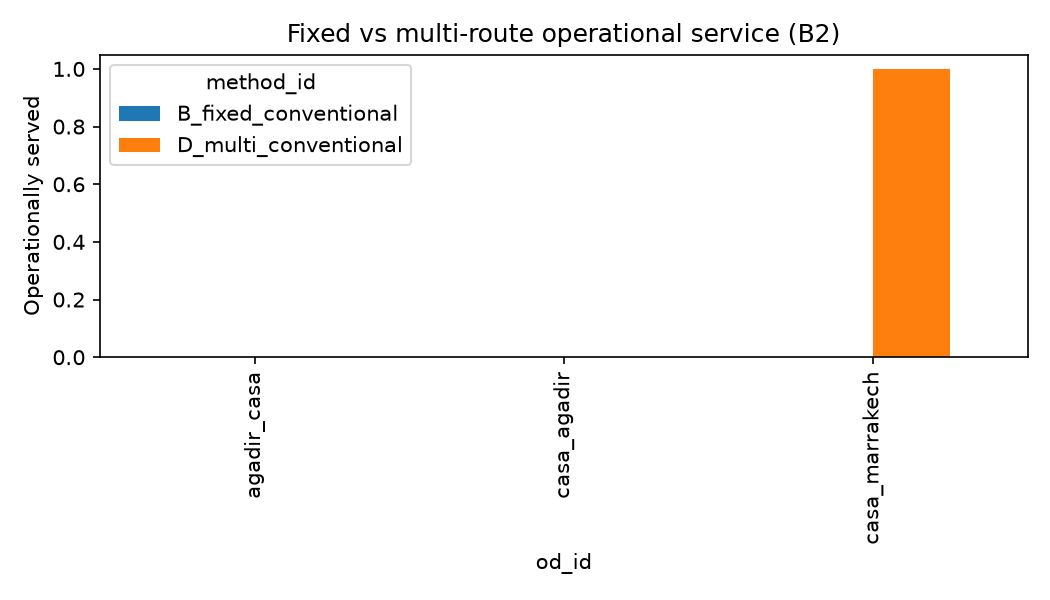 Fixed vs multi-route operational service (B2)
method_id
B_fixed_conventional
D_multi_conventional
Operationally served
1.0
0.8
0.6
0.4
0.2
0.0
agadir_casa
casa_agadir
casa_marrakech
od_id